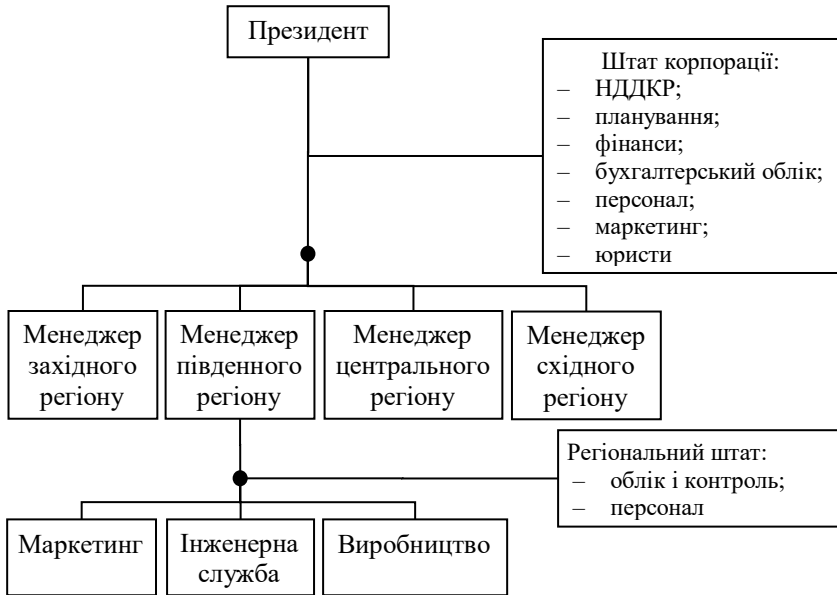 Президент
Штат корпорації:
– НДДКР;
– планування;
– фінанси;
– бухгалтерський облік;
– персонал;
– маркетинг;
– юристи
Менеджер
західного
регіону
Менеджер
південного
регіону
Менеджер
центрального
регіону
Менеджер
східного
регіону
Регіональний штат:
– облік і контроль;
– персонал
Маркетинг
Інженерна
служба
Виробництво